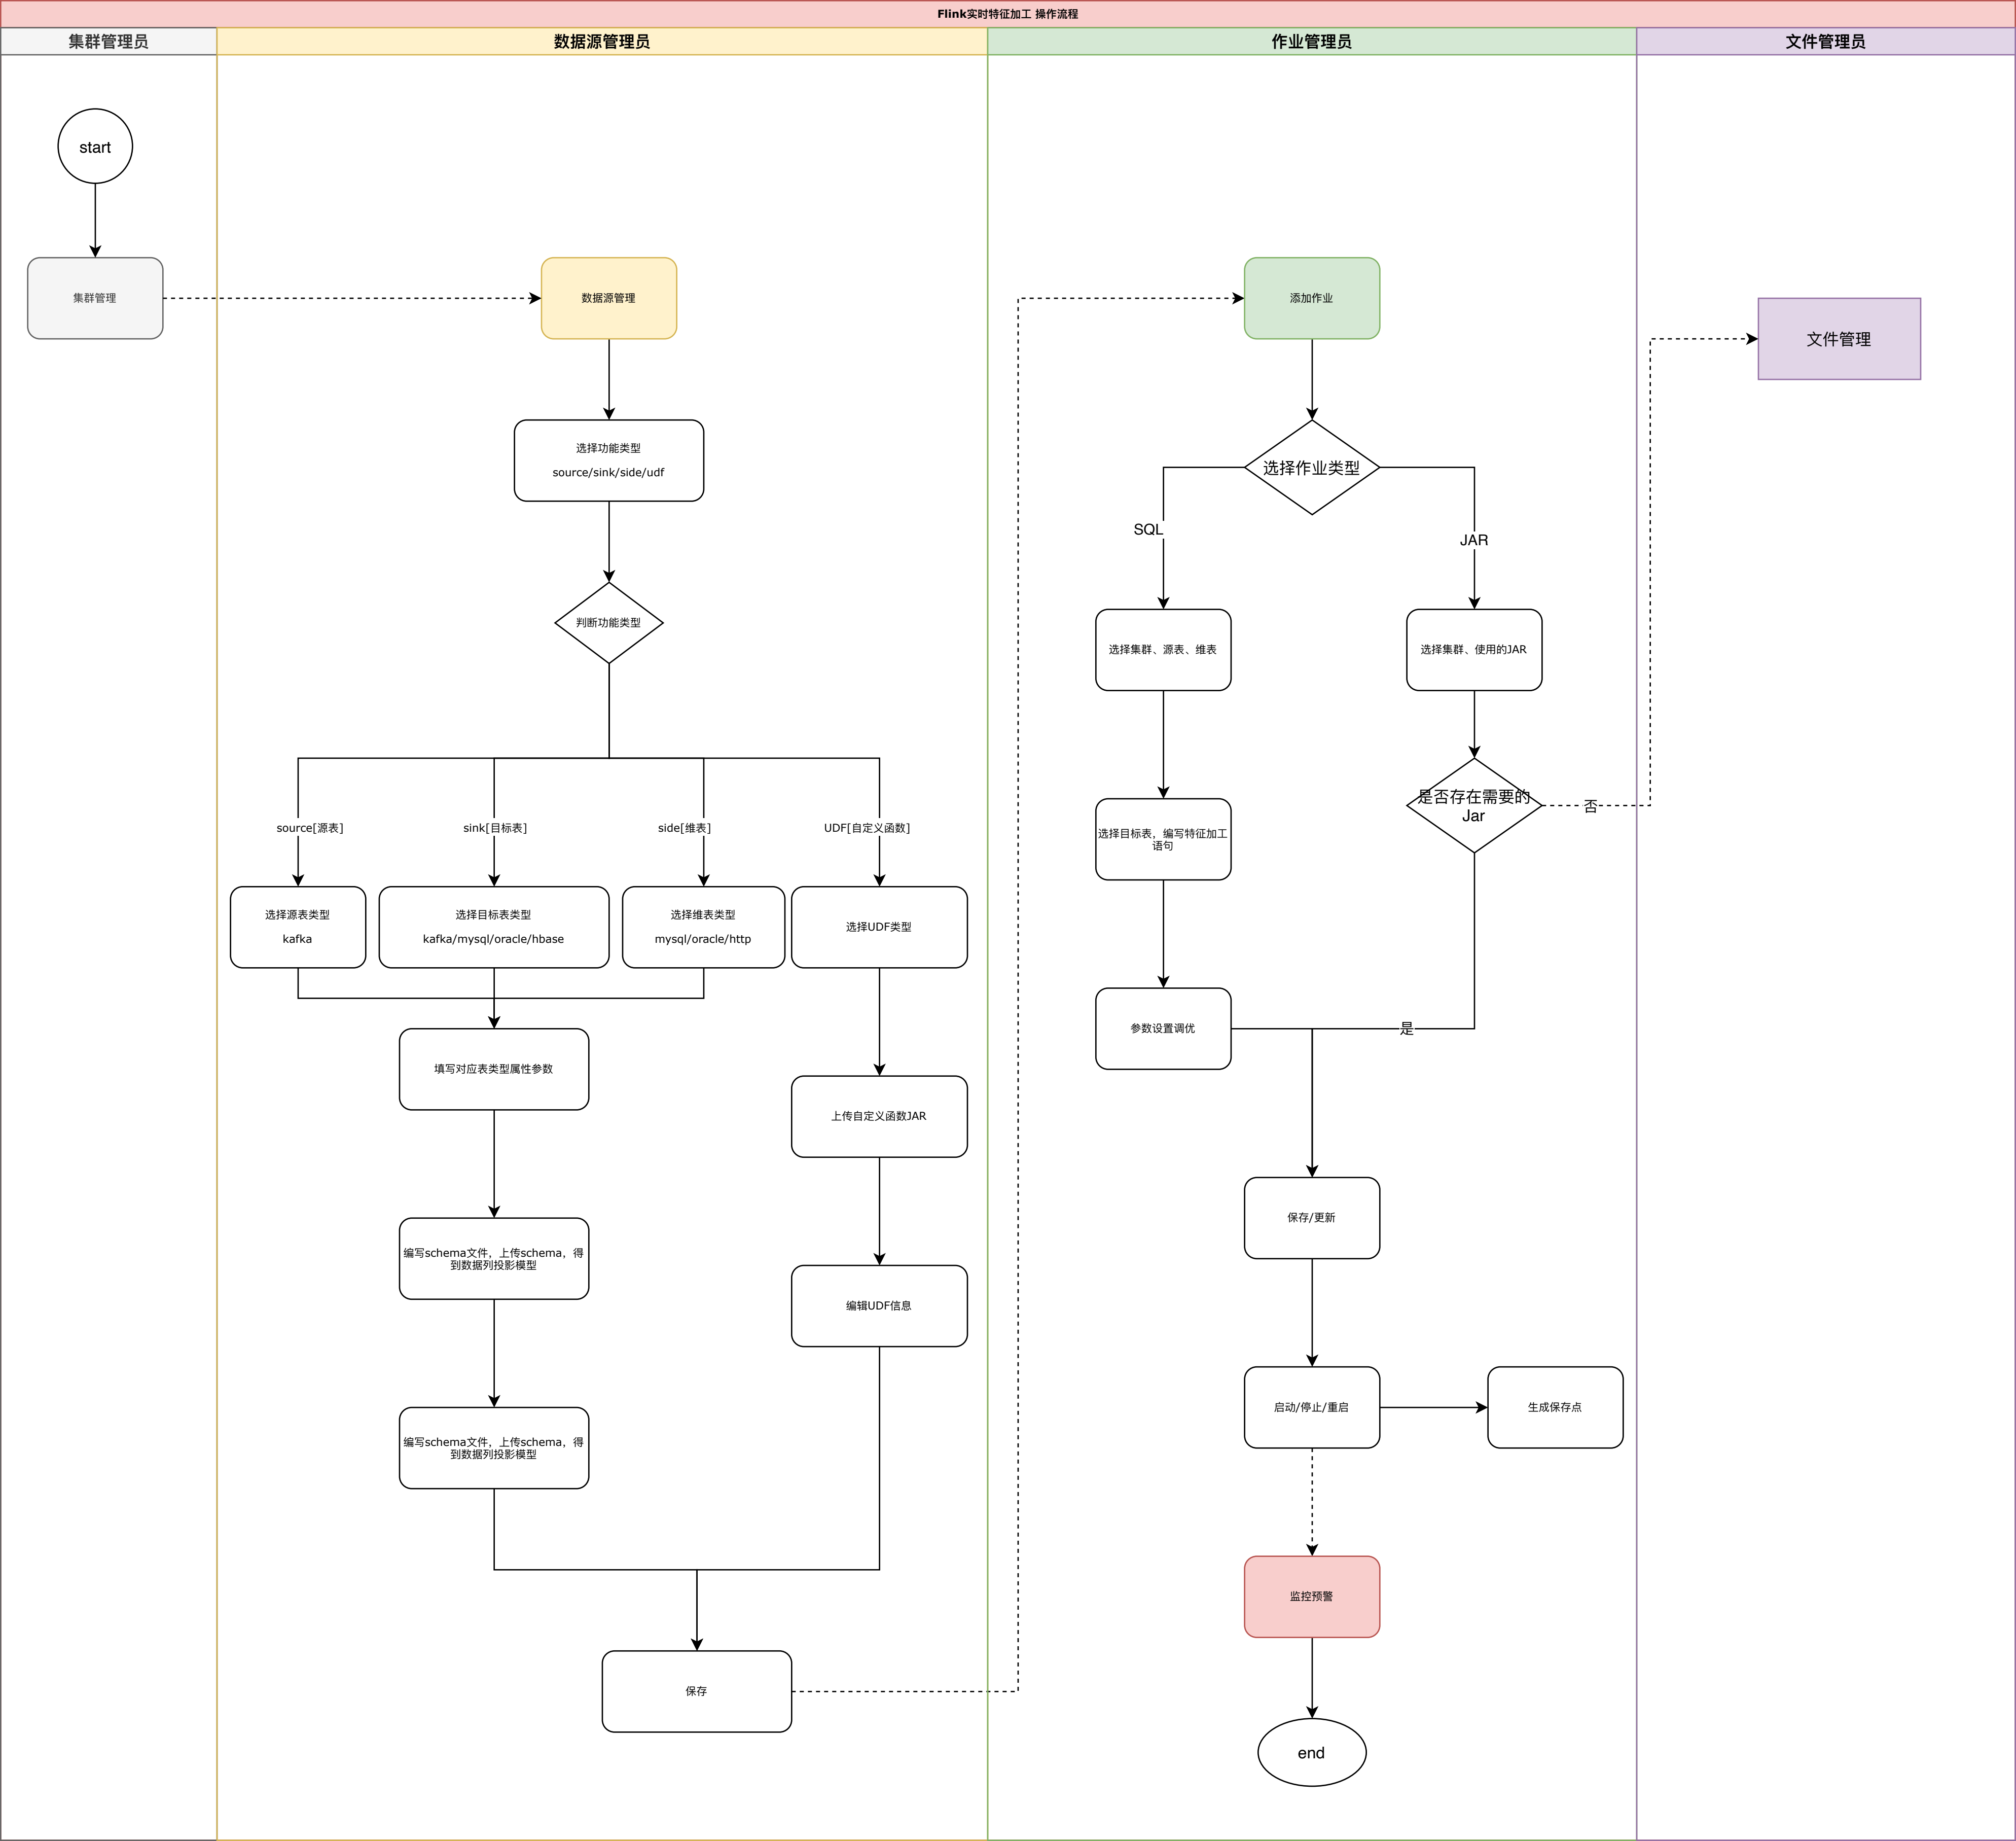 Flink实时特征加工 操作流程
集群管理员
数据源管理员
作业管理员
文件管理员
start
集群管理
数据源管理
选择功能类型
source/sink/side/udf
判断功能类型
source[源表]
sink[目标表]
side[维表]
UDF[自定义函数]
选择源表类型
kafka
选择目标表类型
kafka/mysql/oracle/hbase
选择维表类型
mysql/oracle/http
选择UDF类型
填写对应表类型属性参数
上传自定义函数JAR
编写schema文件，上传schema，得
到数据列投影模型
编辑UDF信息
编写schema文件，上传schema，得
到数据列投影模型
保存
添加作业
选择作业类型
SQL
JAR
选择集群、源表、维表
选择集群、使用的JAR
选择目标表，编写特征加工
语句
是否存在需要的
Jar
否
参数设置调优
是
保存/更新
启动/停止/重启
生成保存点
监控预警
end
文件管理